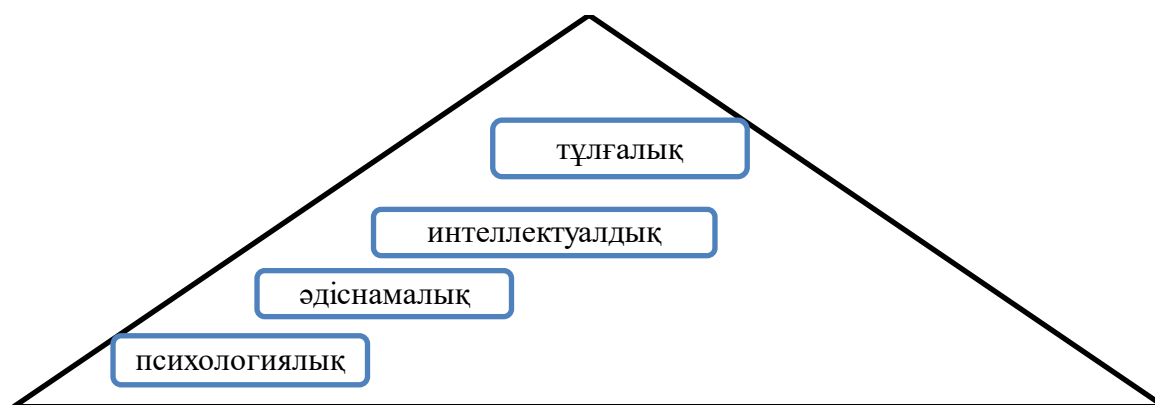 тұлғалық
интеллектуалдық
әдіснамалық
психологиялық